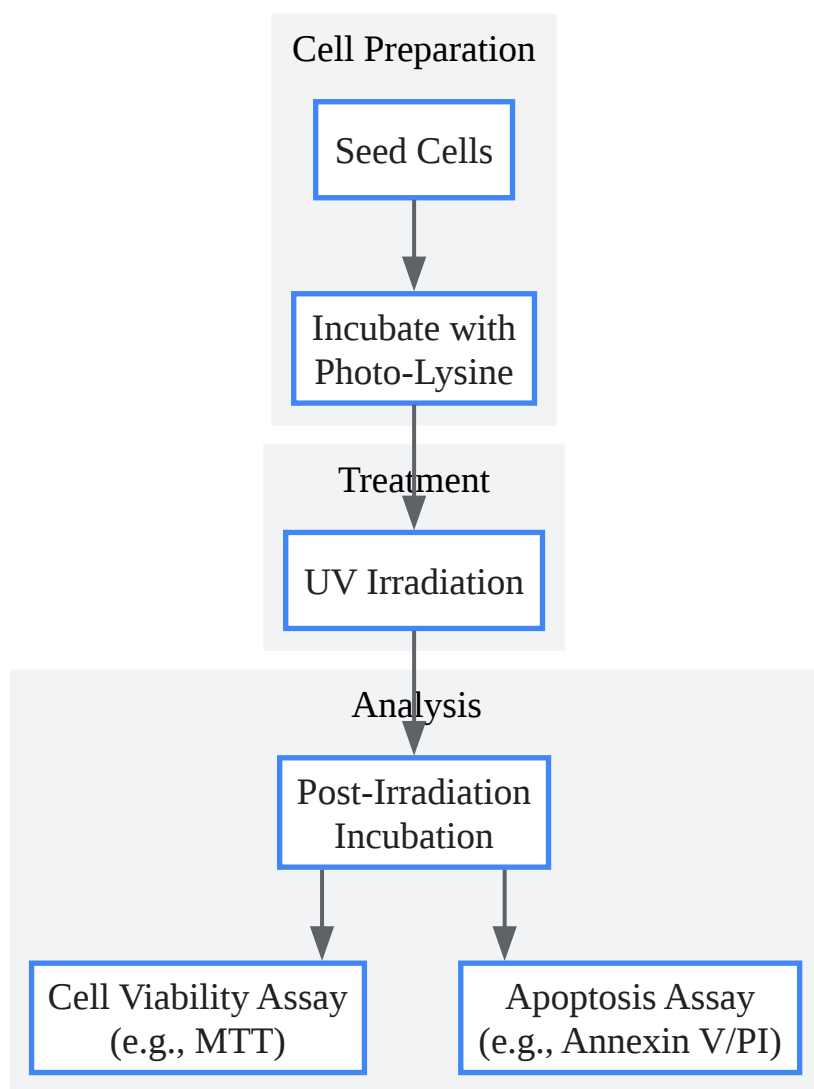 Cell Preparation
Seed Cells
Incubate with
Photo-Lysine
Treatment
UV Irradiation
Analysis
Post-Irradiation
Incubation
Cell Viability Assay
(e.g., MTT)
Apoptosis Assay
(e.g., Annexin V/PI)